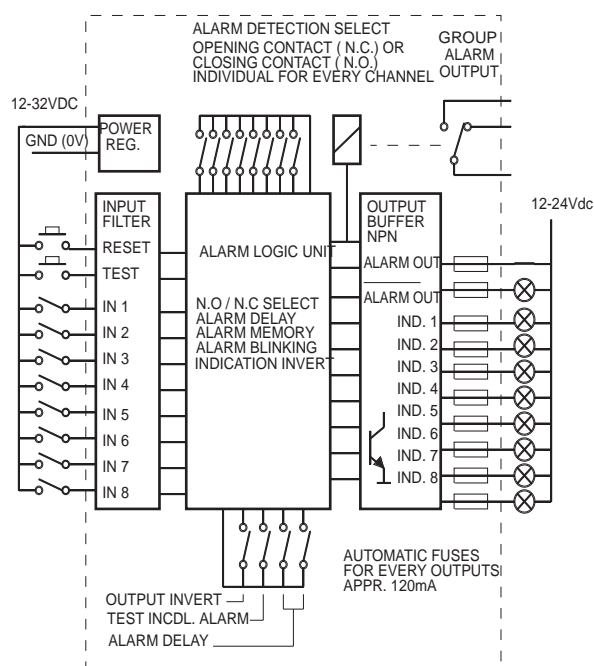 ALARM DETECTION SELECT
OPENING CONTACT ( N.C.) OR
CLOSING CONTACT ( N.O.)
INDIVIDUAL FOR EVERY CHANNEL
GROUP
ALARM
OUTPUT
12-32VDC
GND (0V)
POWER
REG.
12-24Vdc
INPUT
FILTER
RESET
TEST
IN 1
IN 2
IN 3
IN 4
IN 5
IN 6
IN 7
IN 8
ALARM LOGIC UNIT
N.O / N.C SELECT
ALARM DELAY
ALARM MEMORY
ALARM BLINKING
INDICATION INVERT
OUTPUT
BUFFER
NPN
ALARM OUT
ALARM OUT
IND. 1
IND. 2
IND. 3
IND. 4
IND. 5
IND. 6
IND. 7
IND. 8
AUTOMATIC FUSES
FOR EVERY OUTPUTS
APPR. 120mA
OUTPUT INVERT
TEST INCDL. ALARM
ALARM DELAY